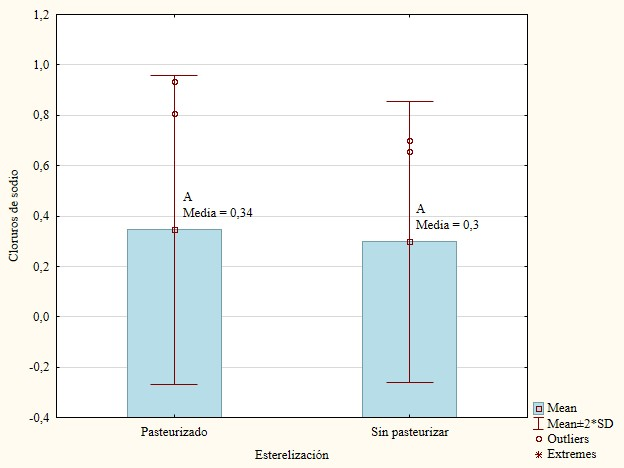 1,2
1,0
0,8
0,6
0,4
0,2
0,0
-0,2
-0,4
Cloruros de sodio
A
Media = 0,34
A
Media = 0,3
Pasteurizado
Sin pasteurizar
Esterelización
Mean
Mean±2*SD
Outliers
Extremes